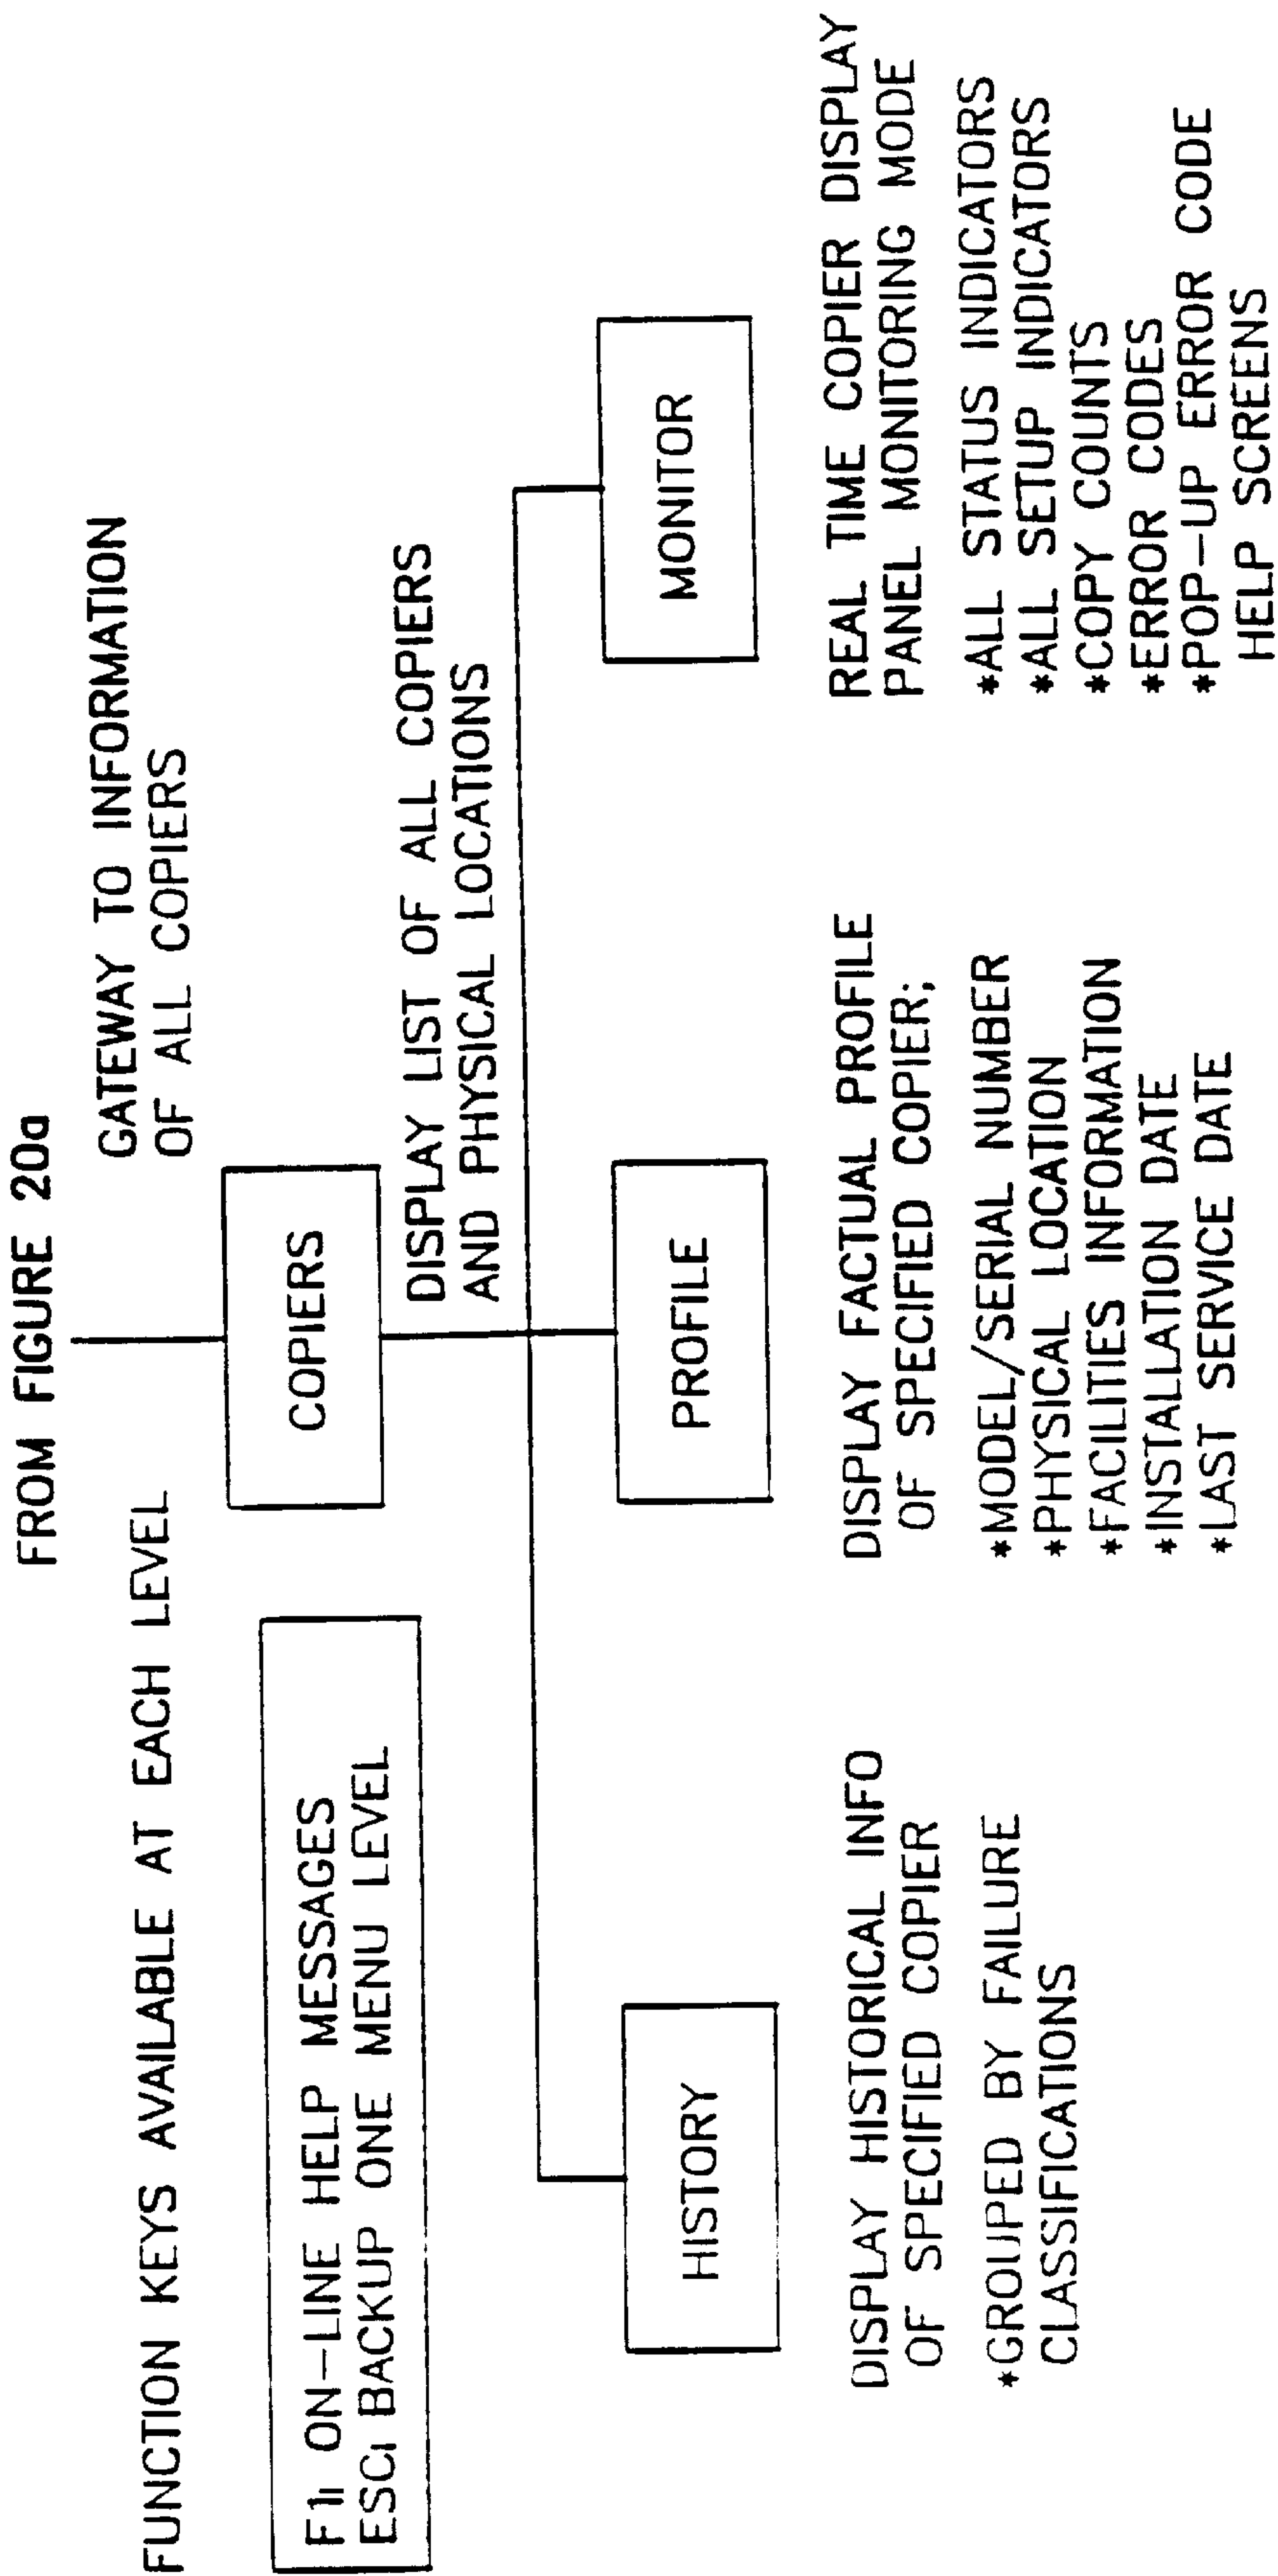 FROM FIGURE 20a
FUNCTION KEYS AVAILABLE AT EACH LEVEL
F1: ON-LINE HELP MESSAGES
ESC: BACKUP ONE MENU LEVEL
GATEWAY TO INFORMATION
OF ALL COPIERS
COPIERS
DISPLAY LIST OF ALL COPIERS
AND PHYSICAL LOCATIONS
HISTORY
DISPLAY HISTORICAL INFO
OF SPECIFIED COPIER
*GROUPED BY FAILURE
CLASSIFICATIONS
PROFILE
DISPLAY FACTUAL PROFILE
OF SPECIFIED COPIER;
*MODEL/SERIAL NUMBER
*PHYSICAL LOCATION
*FACILITIES INFORMATION
*INSTALLATION DATE
*LAST SERVICE DATE
MONITOR
REAL TIME COPIER DISPLAY
PANEL MONITORING MODE
*ALL STATUS INDICATORS
*ALL SETUP INDICATORS
*COPY COUNTS
*ERROR CODES
*POP-UP ERROR CODE
HELP SCREENS